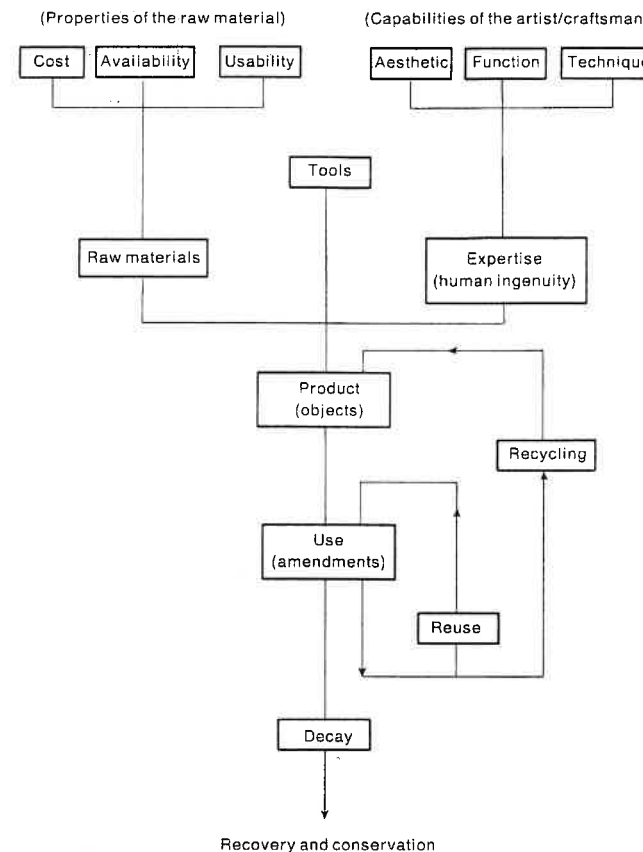 (Properties of the raw material)
(Capabilities of the artist/craftsman
Cost
Availability
Usability
Aesthetic
Function
Technique
Tools
Raw materials
Expertise
(human ingenuity)
Product
(objects)
Recycling
Use
(amendments)
Reuse
Decay
Recovery and conservation